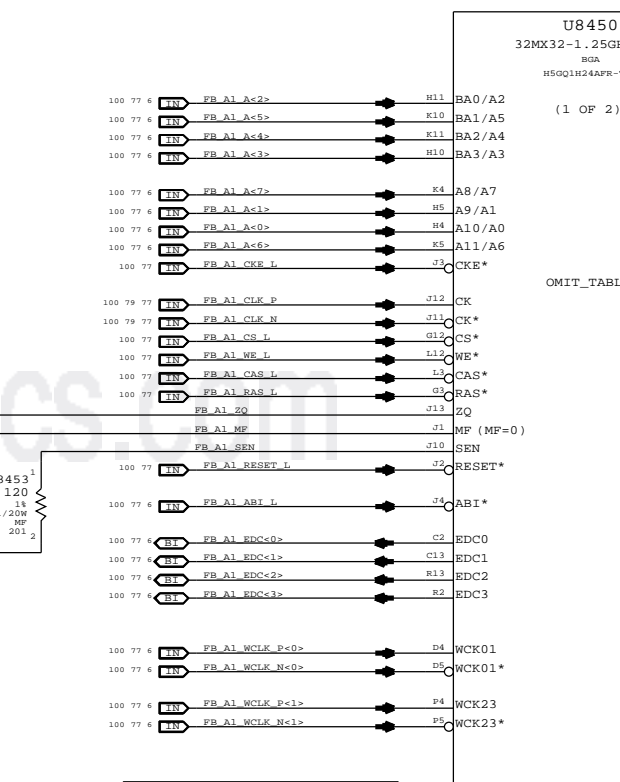 U8450
32MX32-1.25G
BGA
H5GQ1H24AFR-
(1 OF 2)
OMIT_TABL
100 77 6 IN FB_A1_A<2> H11 BA0/A2
100 77 6 IN FB_A1_A<5> K10 BA1/A5
100 77 6 IN FB_A1_A<4> K11 BA2/A4
100 77 6 IN FB_A1_A<3> H10 BA3/A3
100 77 6 IN FB_A1_A<7> K4 A8/A7
100 77 6 IN FB_A1_A<1> H5 A9/A1
100 77 6 IN FB_A1_A<0> H4 A10/A0
100 77 6 IN FB_A1_A<6> K5 A11/A6
100 77 IN FB_A1_CKE_L J3 CKE*
100 79 77 IN FB_A1_CLK_P J12 CK
100 79 77 IN FB_A1_CLK_N J11 CK*
100 77 IN FB_A1_CS_L G12 CS*
100 77 IN FB_A1_WE_L L12 WE*
100 77 IN FB_A1_CAS_L L3 CAS*
100 77 IN FB_A1_RAS_L G3 RAS*
FB_A1_ZQ J13 ZQ
FB_A1_MF J1 MF (MF=0)
FB_A1_SEN J10 SEN
100 77 IN FB_A1_RESET_L J2 RESET*
100 77 6 IN FB_A1_ABI_L J4 ABI*
100 77 6 BI FB_A1_EDC<0> C2 EDC0
100 77 6 BI FB_A1_EDC<1> C13 EDC1
100 77 6 BI FB_A1_EDC<2> R13 EDC2
100 77 6 BI FB_A1_EDC<3> R2 EDC3
100 77 6 IN FB_A1_WCLK_P<0> D4 WCK01
100 77 6 IN FB_A1_WCLK_N<0> D5 WCK01*
100 77 6 IN FB_A1_WCLK_P<1> P4 WCK23
100 77 6 IN FB_A1_WCLK_N<1> P5 WCK23*
8453 1
120
1%
/20W
MF
201 2
cs.com